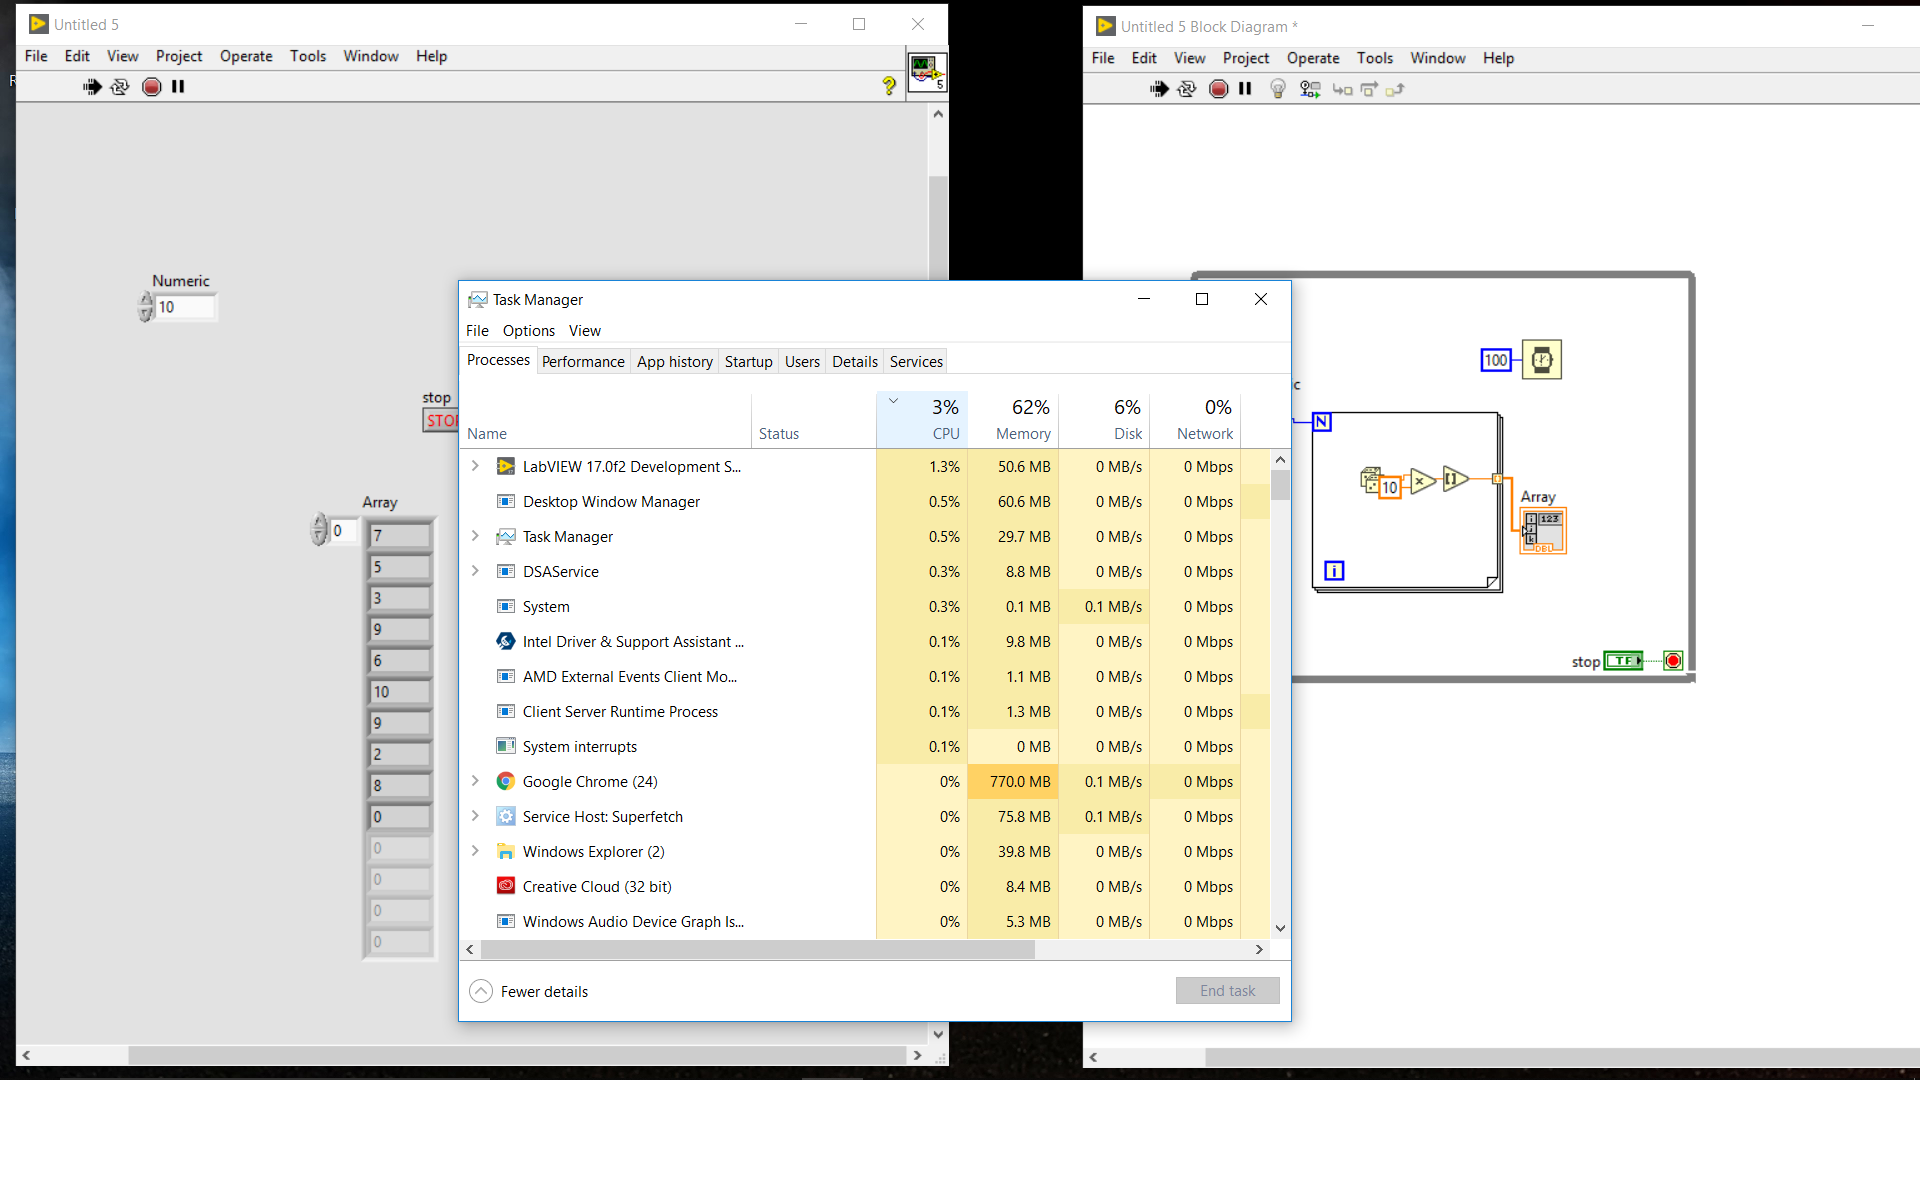 Untitled 5
File Edit View Project Operate Tools Window Help
5
Numeric
10
stop
STO
Array
0
7
5
3
9
6
10
9
2
8
0
0
0
0
0
Task Manager
File Options View
Processes Performance App history Startup Users Details Services
3% 62% 6% 0%
Name Status CPU Memory Disk Network
LabVIEW 17.0f2 Development S... 1.3% 50.6 MB 0 MB/s 0 Mbps
Desktop Window Manager 0.5% 60.6 MB 0 MB/s 0 Mbps
Task Manager 0.5% 29.7 MB 0 MB/s 0 Mbps
DSAService 0.3% 8.8 MB 0 MB/s 0 Mbps
System 0.3% 0.1 MB 0.1 MB/s 0 Mbps
Intel Driver & Support Assistant ... 0.1% 9.8 MB 0 MB/s 0 Mbps
AMD External Events Client Mo... 0.1% 1.1 MB 0 MB/s 0 Mbps
Client Server Runtime Process 0.1% 1.3 MB 0 MB/s 0 Mbps
System interrupts 0.1% 0 MB 0 MB/s 0 Mbps
Google Chrome (24) 0% 770.0 MB 0.1 MB/s 0 Mbps
Service Host: Superfetch 0% 75.8 MB 0.1 MB/s 0 Mbps
Windows Explorer (2) 0% 39.8 MB 0 MB/s 0 Mbps
Creative Cloud (32 bit) 0% 8.4 MB 0 MB/s 0 Mbps
Windows Audio Device Graph Is... 0% 5.3 MB 0 MB/s 0 Mbps
Fewer details End task
Untitled 5 Block Diagram *
File Edit View Project Operate Tools Window Help
100
c
N
10
Array
123
DBL
i
stop TF